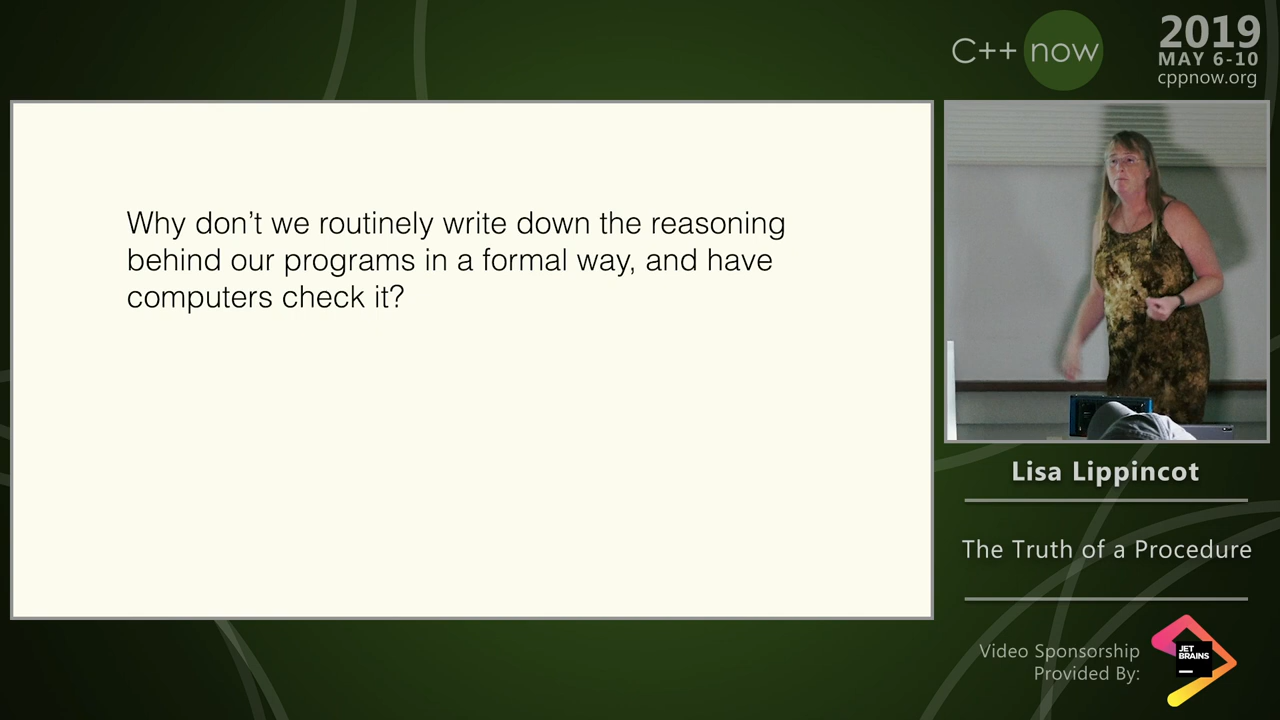 C++ now
2019
MAY 6-10
cppnow.org
Why don't we routinely write down the reasoning
behind our programs in a formal way, and have
computers check it?
Lisa Lippincot
The Truth of a Procedure
Video Sponsorship
Provided By:
JET
BRAINS